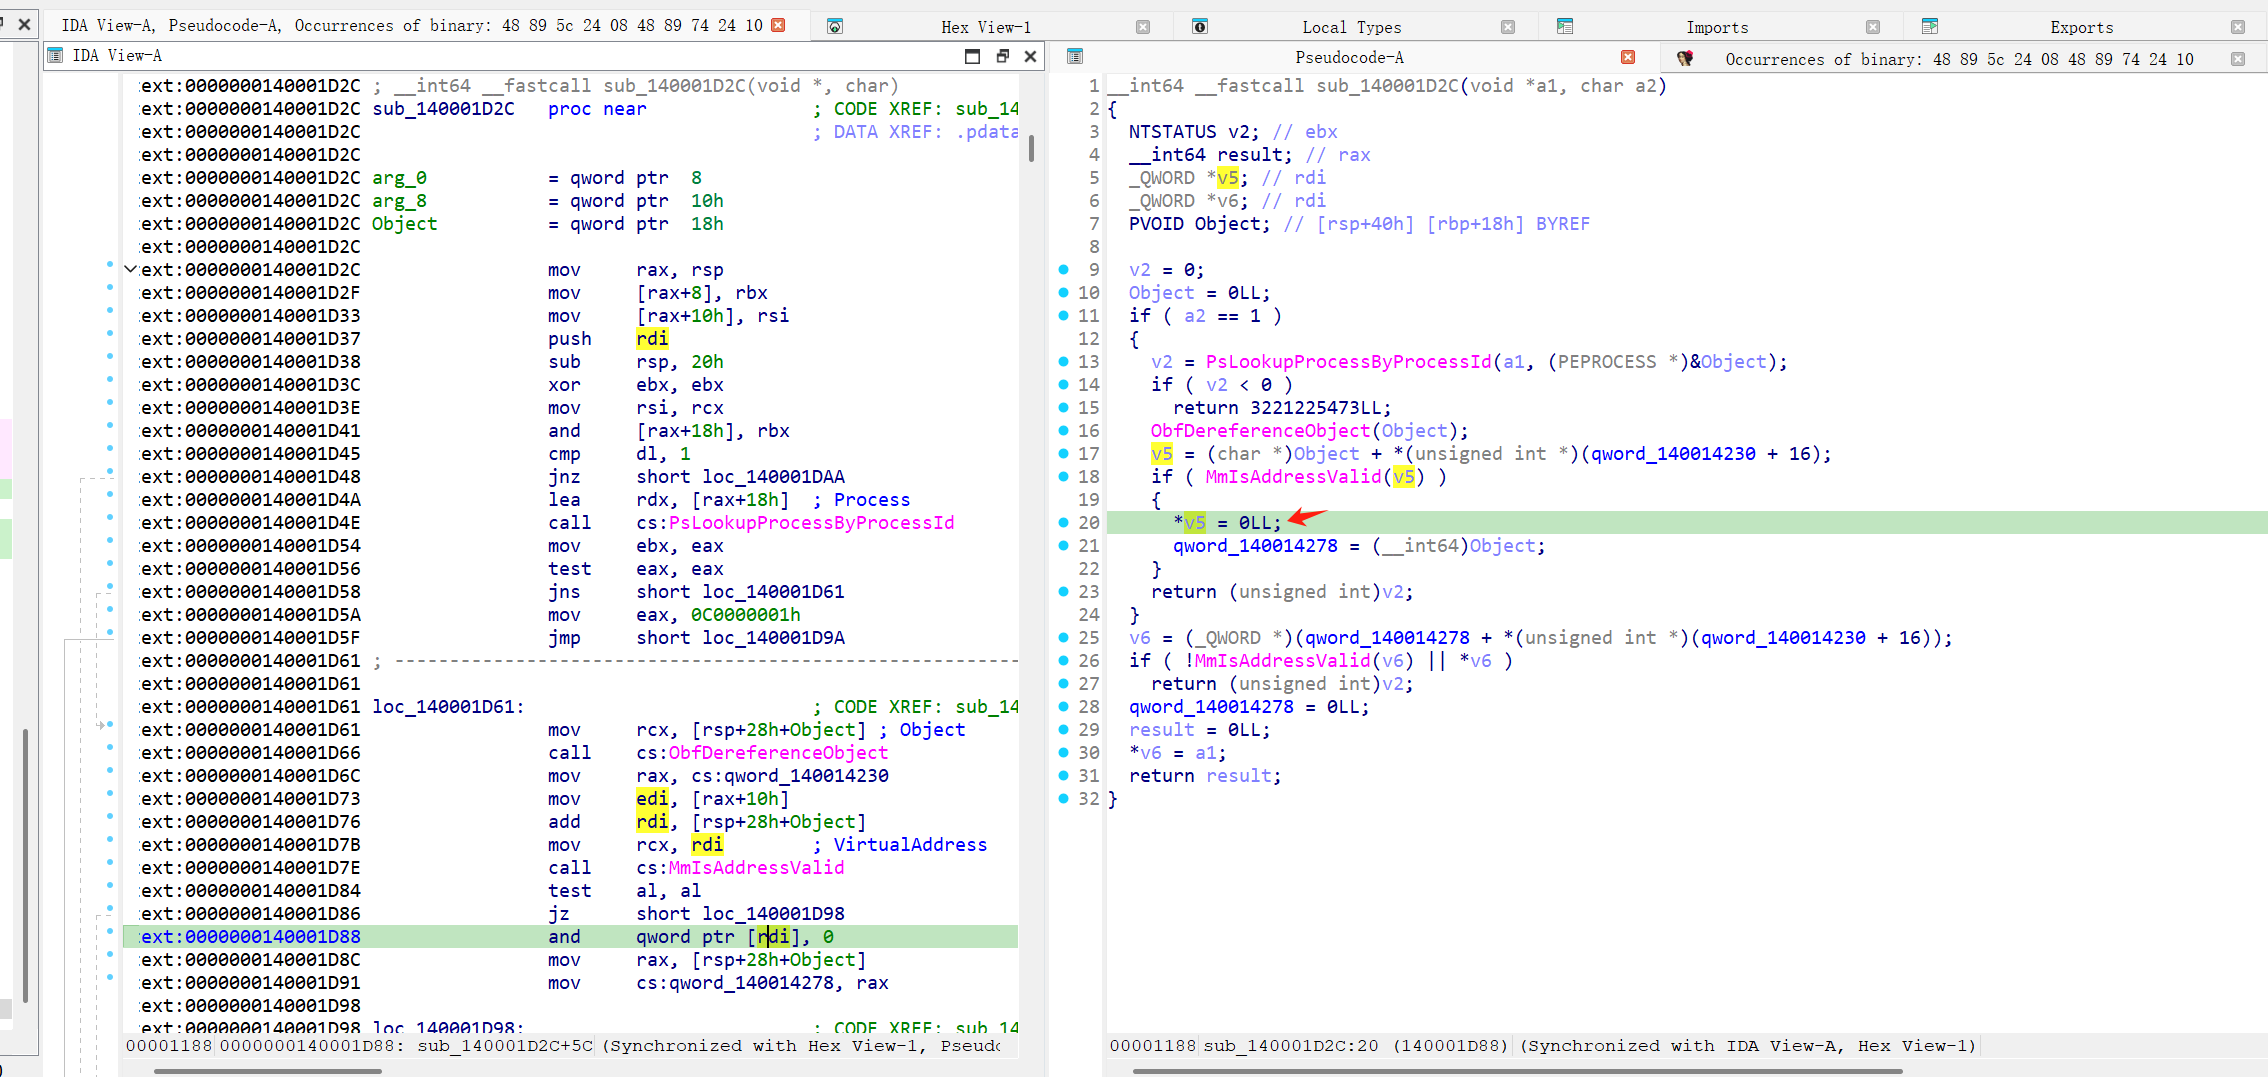 IDA View-A, Pseudocode-A, Occurrences of binary: 48 89 5c 24 08 48 89 74 24 10
Hex View-1
Local Types
Imports
Exports
IDA View-A
:ext:0000000140001D2C ; __int64 __fastcall sub_140001D2C(void *, char)
:ext:0000000140001D2C sub_140001D2C proc near ; CODE XREF: sub_14
:ext:0000000140001D2C ; DATA XREF: .pdata
:ext:0000000140001D2C
:ext:0000000140001D2C arg_0 = qword ptr 8
:ext:0000000140001D2C arg_8 = qword ptr 10h
:ext:0000000140001D2C Object = qword ptr 18h
:ext:0000000140001D2C
:ext:0000000140001D2C mov rax, rsp
:ext:0000000140001D2F mov [rax+8], rbx
:ext:0000000140001D33 mov [rax+10h], rsi
:ext:0000000140001D37 push rdi
:ext:0000000140001D38 sub rsp, 20h
:ext:0000000140001D3C xor ebx, ebx
:ext:0000000140001D3E mov rsi, rcx
:ext:0000000140001D41 and [rax+18h], rbx
:ext:0000000140001D45 cmp dl, 1
:ext:0000000140001D48 jnz short loc_140001DAA
:ext:0000000140001D4A lea rdx, [rax+18h] ; Process
:ext:0000000140001D4E call cs:PsLookupProcessByProcessId
:ext:0000000140001D54 mov ebx, eax
:ext:0000000140001D56 test eax, eax
:ext:0000000140001D58 jns short loc_140001D61
:ext:0000000140001D5A mov eax, 0C0000001h
:ext:0000000140001D5F jmp short loc_140001D9A
:ext:0000000140001D61 ; ---------------------------------------------------------
:ext:0000000140001D61
:ext:0000000140001D61 loc_140001D61: ; CODE XREF: sub_14
:ext:0000000140001D61 mov rcx, [rsp+28h+Object] ; Object
:ext:0000000140001D66 call cs:ObfDereferenceObject
:ext:0000000140001D6C mov rax, cs:qword_140014230
:ext:0000000140001D73 mov edi, [rax+10h]
:ext:0000000140001D76 add rdi, [rsp+28h+Object]
:ext:0000000140001D7B mov rcx, rdi ; VirtualAddress
:ext:0000000140001D7E call cs:MmIsAddressValid
:ext:0000000140001D84 test al, al
:ext:0000000140001D86 jz short loc_140001D98
:ext:0000000140001D88 and qword ptr [rdi], 0
:ext:0000000140001D8C mov rax, [rsp+28h+Object]
:ext:0000000140001D91 mov cs:qword_140014278, rax
:ext:0000000140001D98
:ext:0000000140001D98 loc_140001D98: ; CODE XREF: sub_14
00001188 0000000140001D88: sub_140001D2C+5C (Synchronized with Hex View-1, Pseudo
Pseudocode-A
Occurrences of binary: 48 89 5c 24 08 48 89 74 24 10
1 __int64 __fastcall sub_140001D2C(void *a1, char a2)
2 {
3 NTSTATUS v2; // ebx
4 __int64 result; // rax
5 _QWORD *v5; // rdi
6 _QWORD *v6; // rdi
7 PVOID Object; // [rsp+40h] [rbp+18h] BYREF
8
9 v2 = 0;
10 Object = 0LL;
11 if ( a2 == 1 )
12 {
13 v2 = PsLookupProcessByProcessId(a1, (PEPROCESS *)&Object);
14 if ( v2 < 0 )
15 return 3221225473LL;
16 ObfDereferenceObject(Object);
17 v5 = (char *)Object + *(unsigned int *)(qword_140014230 + 16);
18 if ( MmIsAddressValid(v5) )
19 {
20 *v5 = 0LL;
21 qword_140014278 = (__int64)Object;
22 }
23 return (unsigned int)v2;
24 }
25 v6 = (_QWORD *)(qword_140014278 + *(unsigned int *)(qword_140014230 + 16));
26 if ( !MmIsAddressValid(v6) || *v6 )
27 return (unsigned int)v2;
28 qword_140014278 = 0LL;
29 result = 0LL;
30 *v6 = a1;
31 return result;
32 }
00001188 sub_140001D2C:20 (140001D88) (Synchronized with IDA View-A, Hex View-1)